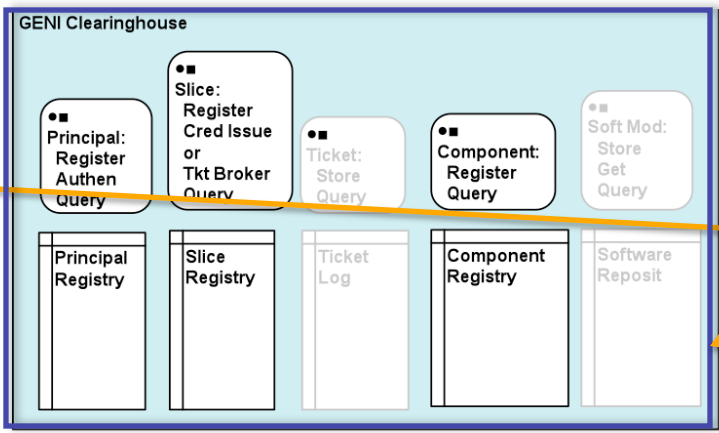 GENI Clearinghouse
Principal:
Register
Authen
Query
Slice:
Register
Cred Issue
or
Tkt Broker
Query
Ticket:
Store
Query
Component:
Register
Query
Soft Mod:
Store
Get
Query
Principal
Registry
Slice
Registry
Ticket
Log
Component
Registry
Software
Reposit